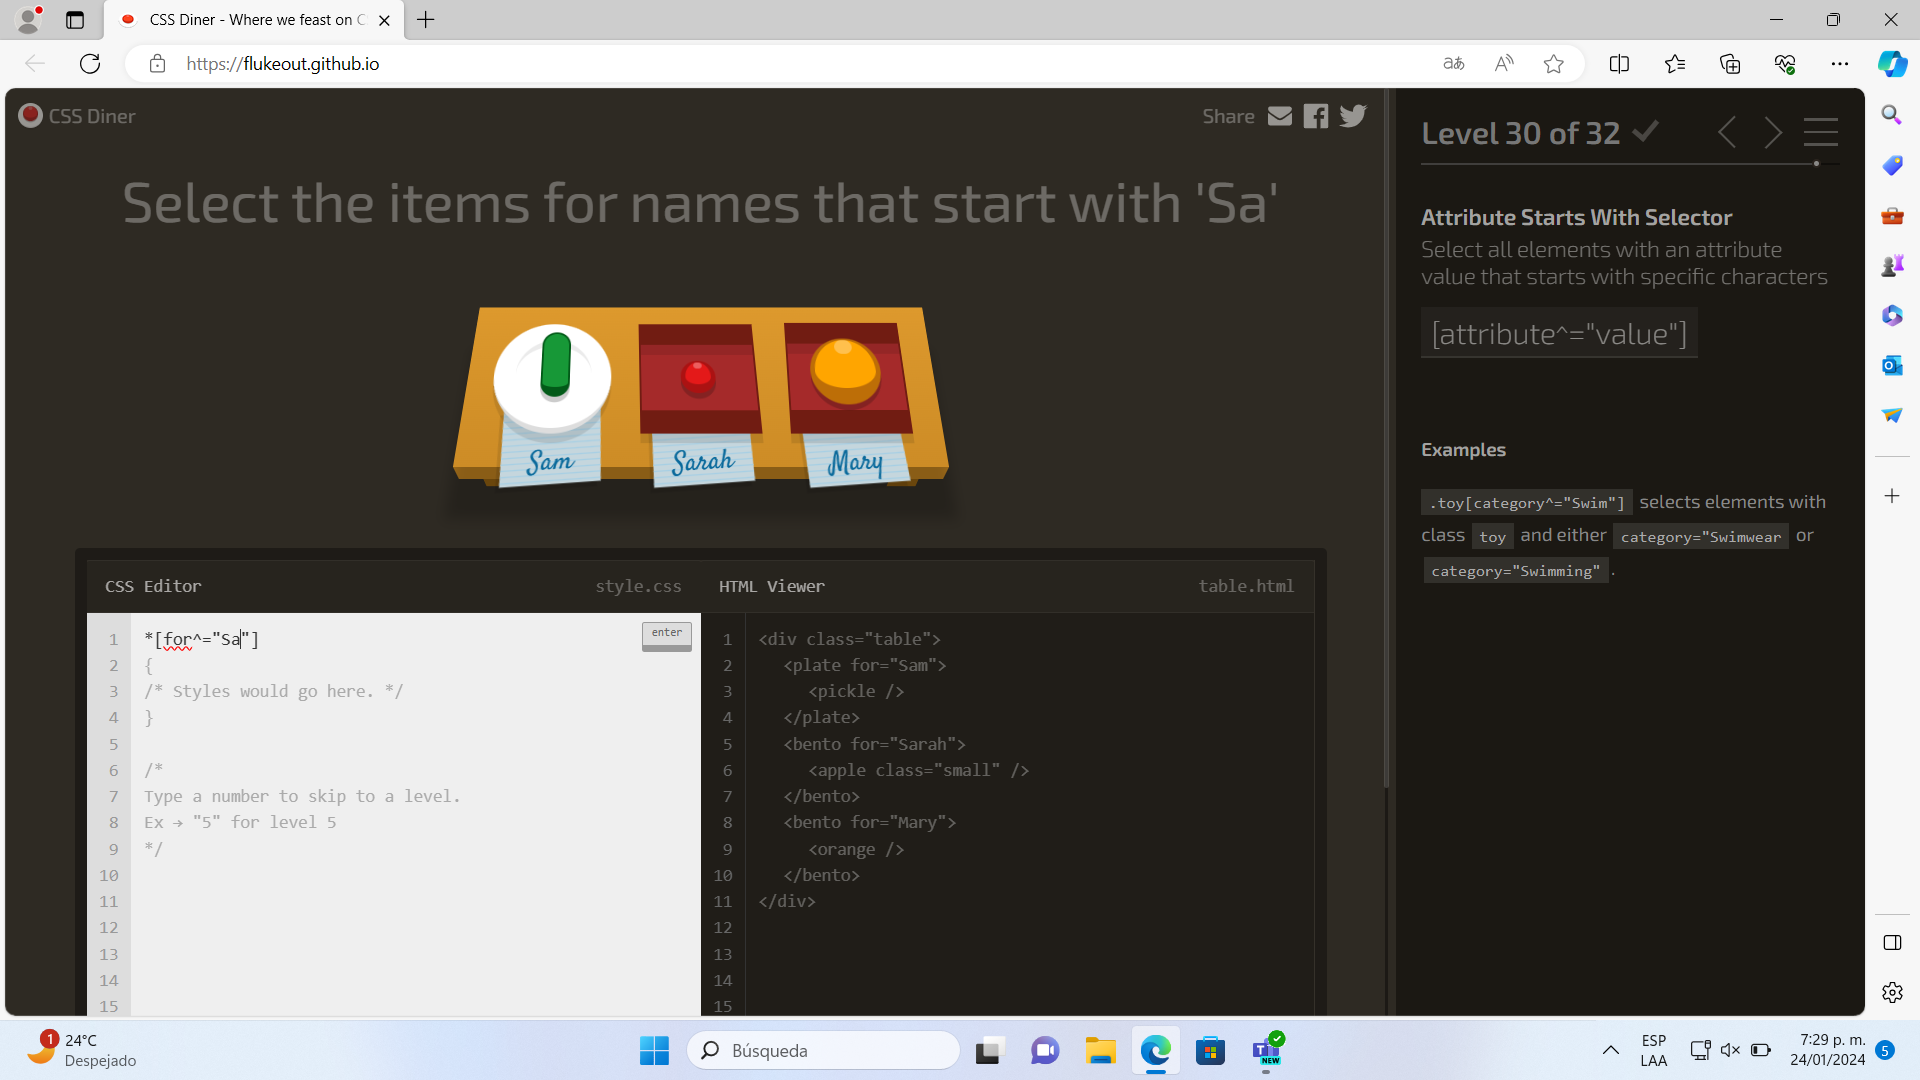 CSS Diner - Where we feast on C
https://flukeout.github.io
CSS Diner
Share
Select the items for names that start with 'Sa'
Sam
Sarah
Mary
CSS Editor
style.css
1 *[for^="Sa"]
2 {
3 /* Styles would go here. */
4 }
5
6 /*
7 Type a number to skip to a level.
8 Ex → "5" for level 5
9 */
10
11
12
13
14
15
enter
HTML Viewer
table.html
1 <div class="table">
2 <plate for="Sam">
3 <pickle />
4 </plate>
5 <bento for="Sarah">
6 <apple class="small" />
7 </bento>
8 <bento for="Mary">
9 <orange />
10 </bento>
11 </div>
12
13
14
15
Level 30 of 32
Attribute Starts With Selector
Select all elements with an attribute
value that starts with specific characters
[attribute^="value"]
Examples
.toy[category^="Swim"] selects elements with
class toy and either category="Swimwear or
category="Swimming" .
1
24°C
Despejado
Búsqueda
NEW
ESP
LAA
7:29 p. m.
24/01/2024
5